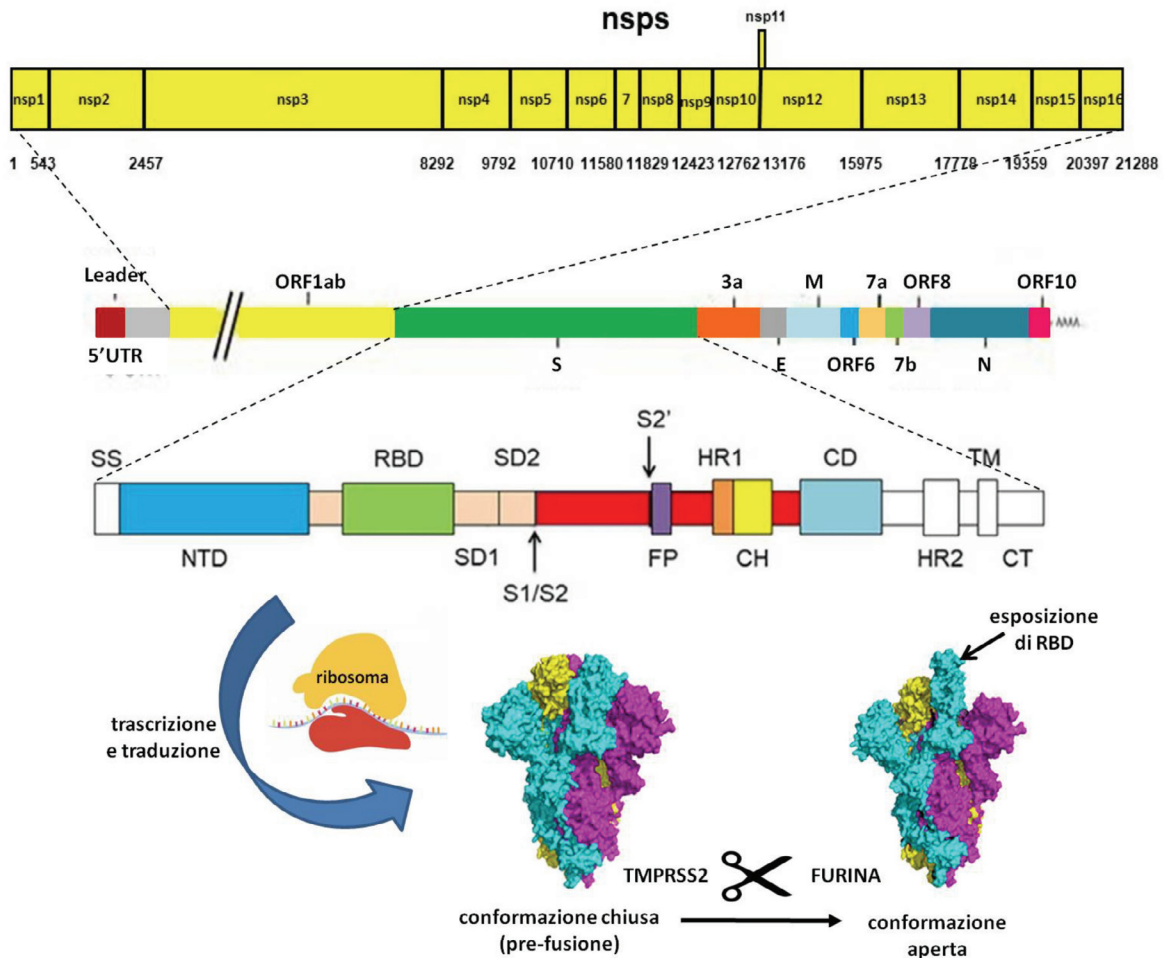 nsps
nsp11
nsp1 nsp2 nsp3 nsp4 nsp5 nsp6 7 nsp8 nsp9 nsp10 nsp12 nsp13 nsp14 nsp15 nsp16
1 543 2457 8292 9792 10710 11580 11829 12423 12762 13176 15975 17778 19359 20397 21288
Leader ORF1ab 3a M 7a ORF8 ORF10
AAAA
5'UTR S E ORF6 7b N
S2'
SS RBD SD2 HR1 CD TM
NTD SD1 FP CH HR2 CT
S1/S2
esposizione
di RBD
ribosoma
trascrizione
e traduzione
TMPRSS2 FURINA
conformazione chiusa
(pre-fusione)
conformazione
aperta